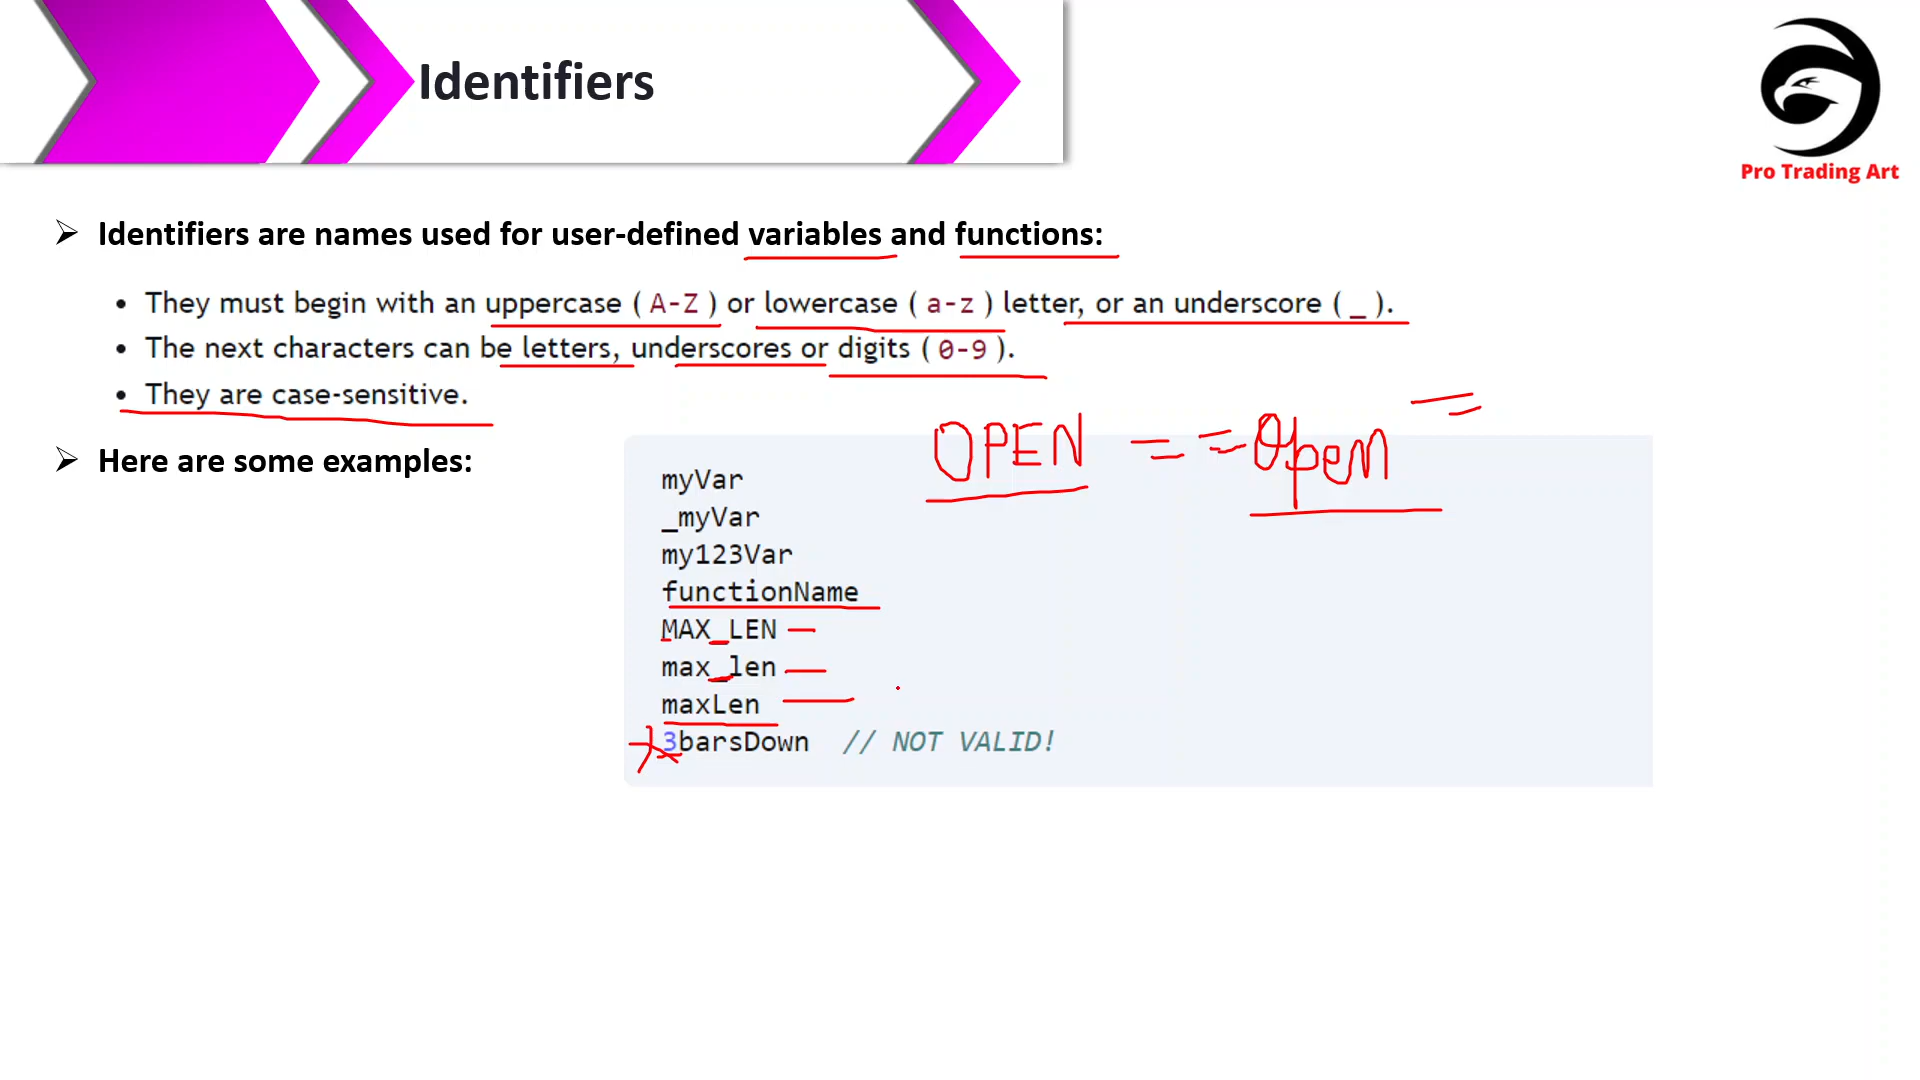 Identifiers
Pro Trading Art
➢ Identifiers are names used for user-defined variables and functions:
• They must begin with an uppercase ( A-Z ) or lowercase ( a-z ) letter, or an underscore ( _ ).
• The next characters can be letters, underscores or digits ( 0-9 ).
• They are case-sensitive.
OPEN = = Open =
➢ Here are some examples:
myVar
_myVar
my123Var
functionName
MAX_LEN
max_len
maxLen
3barsDown // NOT VALID!